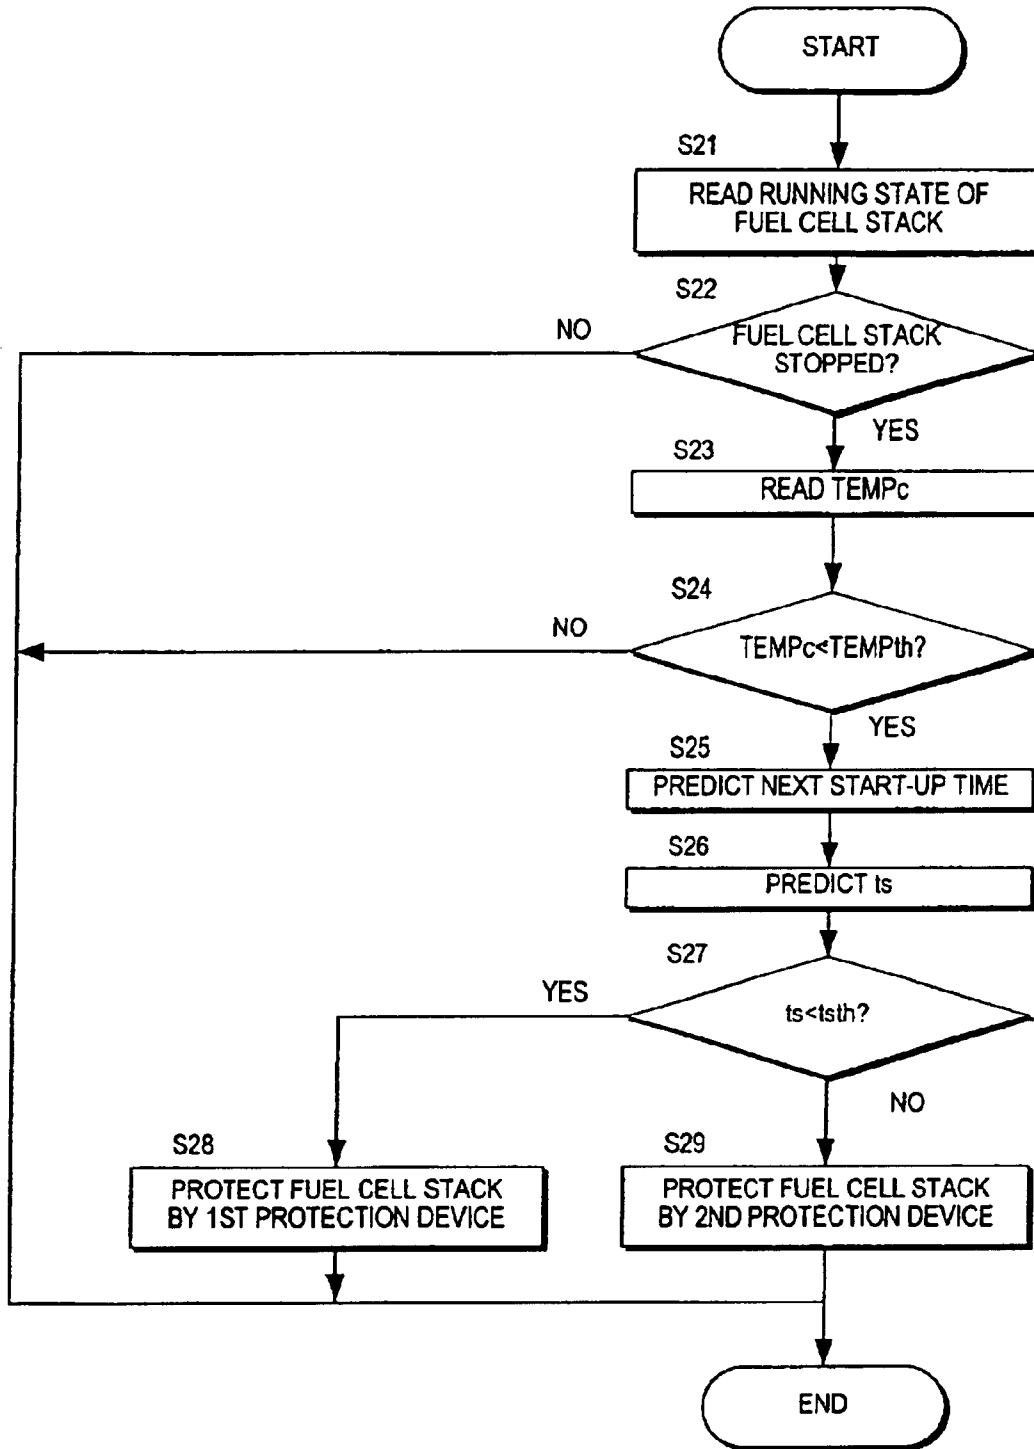 START
S21
READ RUNNING STATE OF
FUEL CELL STACK
S22
NO
FUEL CELL STACK
STOPPED?
YES
S23
READ TEMPc
S24
NO
TEMPc<TEMPth?
YES
S25
PREDICT NEXT START-UP TIME
S26
PREDICT ts
S27
YES
ts<tsth?
NO
S28
PROTECT FUEL CELL STACK
BY 1ST PROTECTION DEVICE
S29
PROTECT FUEL CELL STACK
BY 2ND PROTECTION DEVICE
END